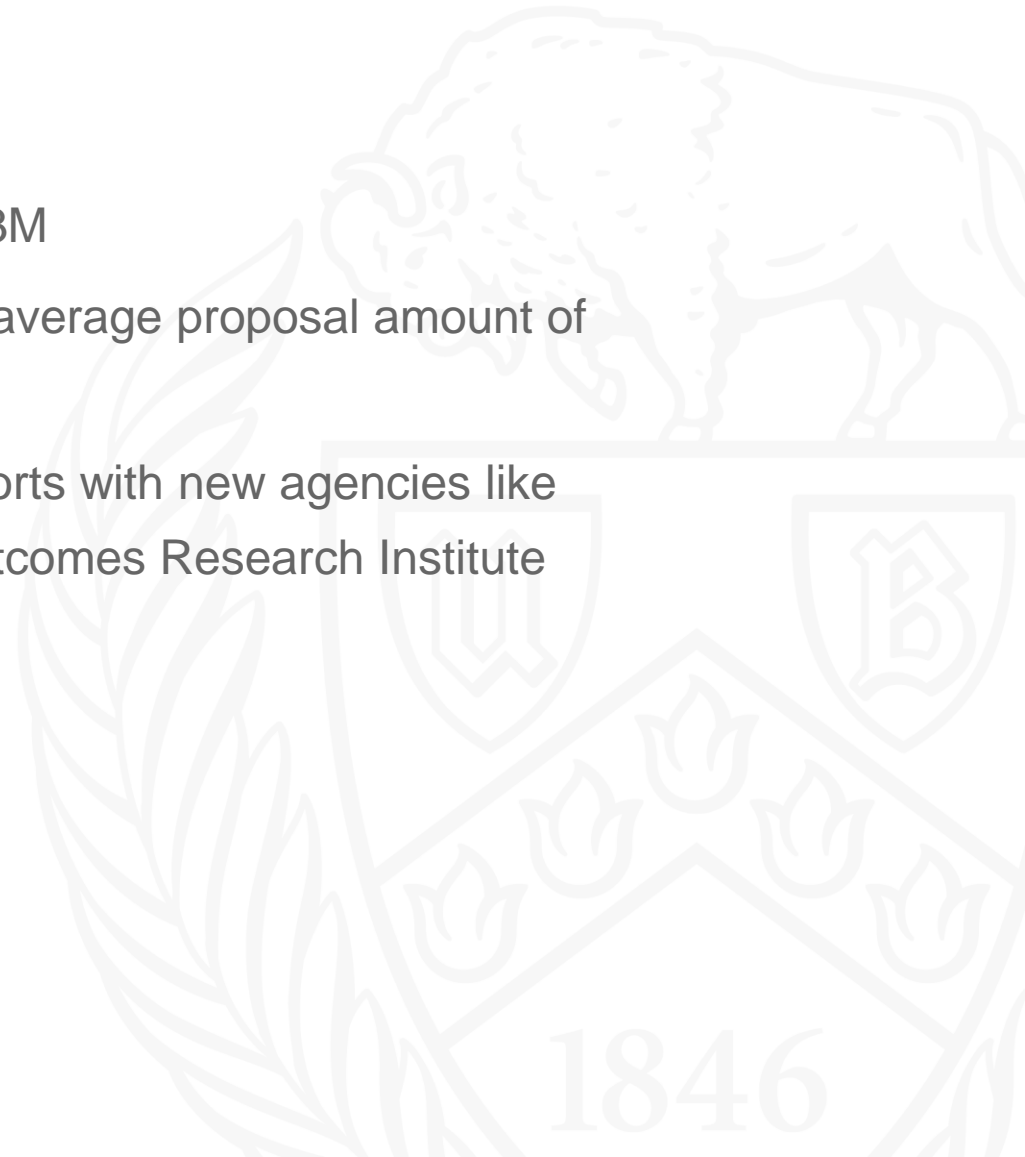 3M
average proposal amount of
orts with new agencies like
tcomes Research Institute
U B
1846